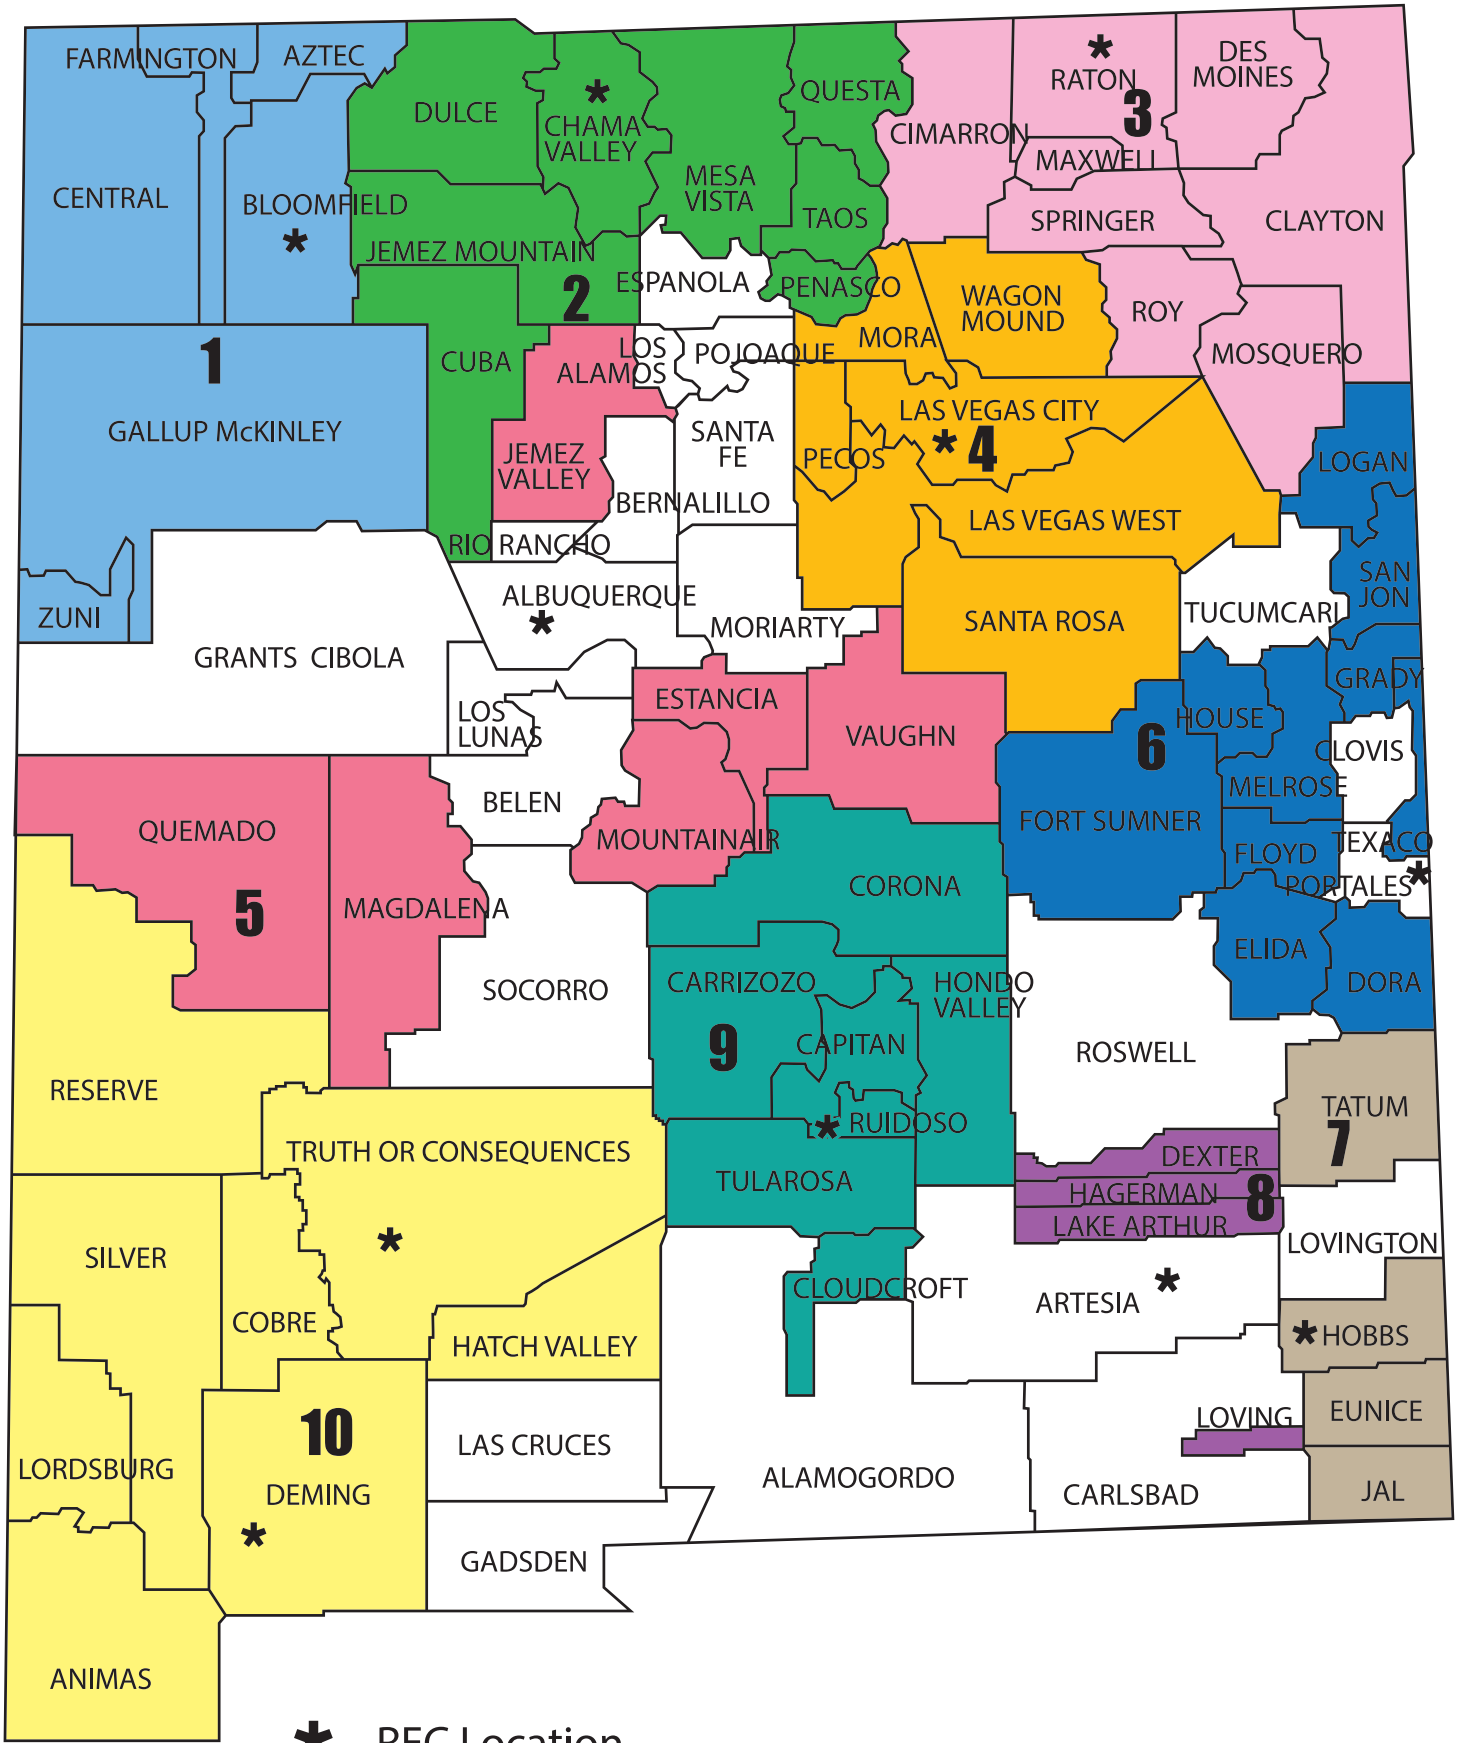 FARMINGTON
AZTEC
CENTRAL
BLOOMFIELD
*
1
GALLUP McKINLEY
ZUNI
DULCE
*
CHAMA
VALLEY
MESA
VISTA
QUESTA
TAOS
JEMEZ MOUNTAIN
2
ESPANOLA
PENASCO
CUBA
CIMARRON
*
RATON
3
MAXWELL
DES
MOINES
SPRINGER
CLAYTON
ROY
MOSQUERO
WAGON
MOUND
MORA
LOS
ALAMOS
POJOAQUE
JEMEZ
VALLEY
SANTA
FE
BERNALILLO
RIO RANCHO
PECOS
LAS VEGAS CITY
* 4
LAS VEGAS WEST
SANTA ROSA
LOGAN
SAN
JON
TUCUMCARI
GRADY
HOUSE
6
CLOVIS
MELROSE
FORT SUMNER
TEXACO
FLOYD
PORTALES *
ELIDA
DORA
ALBUQUERQUE
*
MORIARTY
GRANTS CIBOLA
LOS
LUNAS
ESTANCIA
VAUGHN
BELEN
MOUNTAINAIR
QUEMADO
5
MAGDALENA
SOCORRO
CORONA
CARRIZOZO
HONDO
VALLEY
9
CAPITAN
* RUIDOSO
TULAROSA
CLOUDCROFT
ROSWELL
TATUM
7
DEXTER
HAGERMAN
8
LAKE ARTHUR
LOVINGTON
ARTESIA *
* HOBBS
EUNICE
LOVING
JAL
CARLSBAD
ALAMOGORDO
RESERVE
TRUTH OR CONSEQUENCES
*
SILVER
COBRE
HATCH VALLEY
10
LAS CRUCES
LORDSBURG
DEMING
*
GADSDEN
ANIMAS
* REC Location